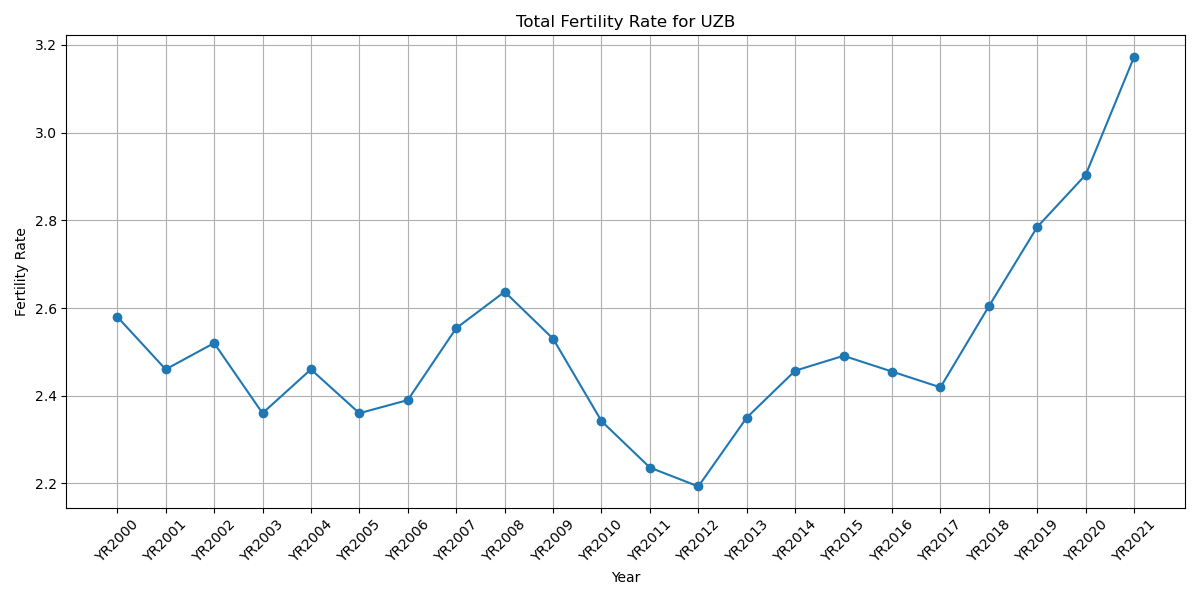 Total Fertility Rate for UZB
3.2
3.0
2.8
2.6
2.4
2.2
Fertility Rate
YR2000
YR2001
YR2002
YR2003
YR2004
YR2005
YR2006
YR2007
YR2008
YR2009
YR2010
YR2011
YR2012
YR2013
YR2014
YR2015
YR2016
YR2017
YR2018
YR2019
YR2020
YR2021
Year